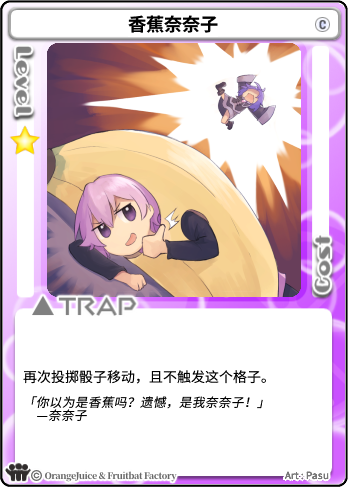 香蕉奈奈子
C
Level
Cost
TRAP
再次投掷骰子移动，且不触发这个格子。
「你以为是香蕉吗？遗憾，是我奈奈子！」
—奈奈子
© OrangeJuice & Fruitbat Factory
Art: Pasu